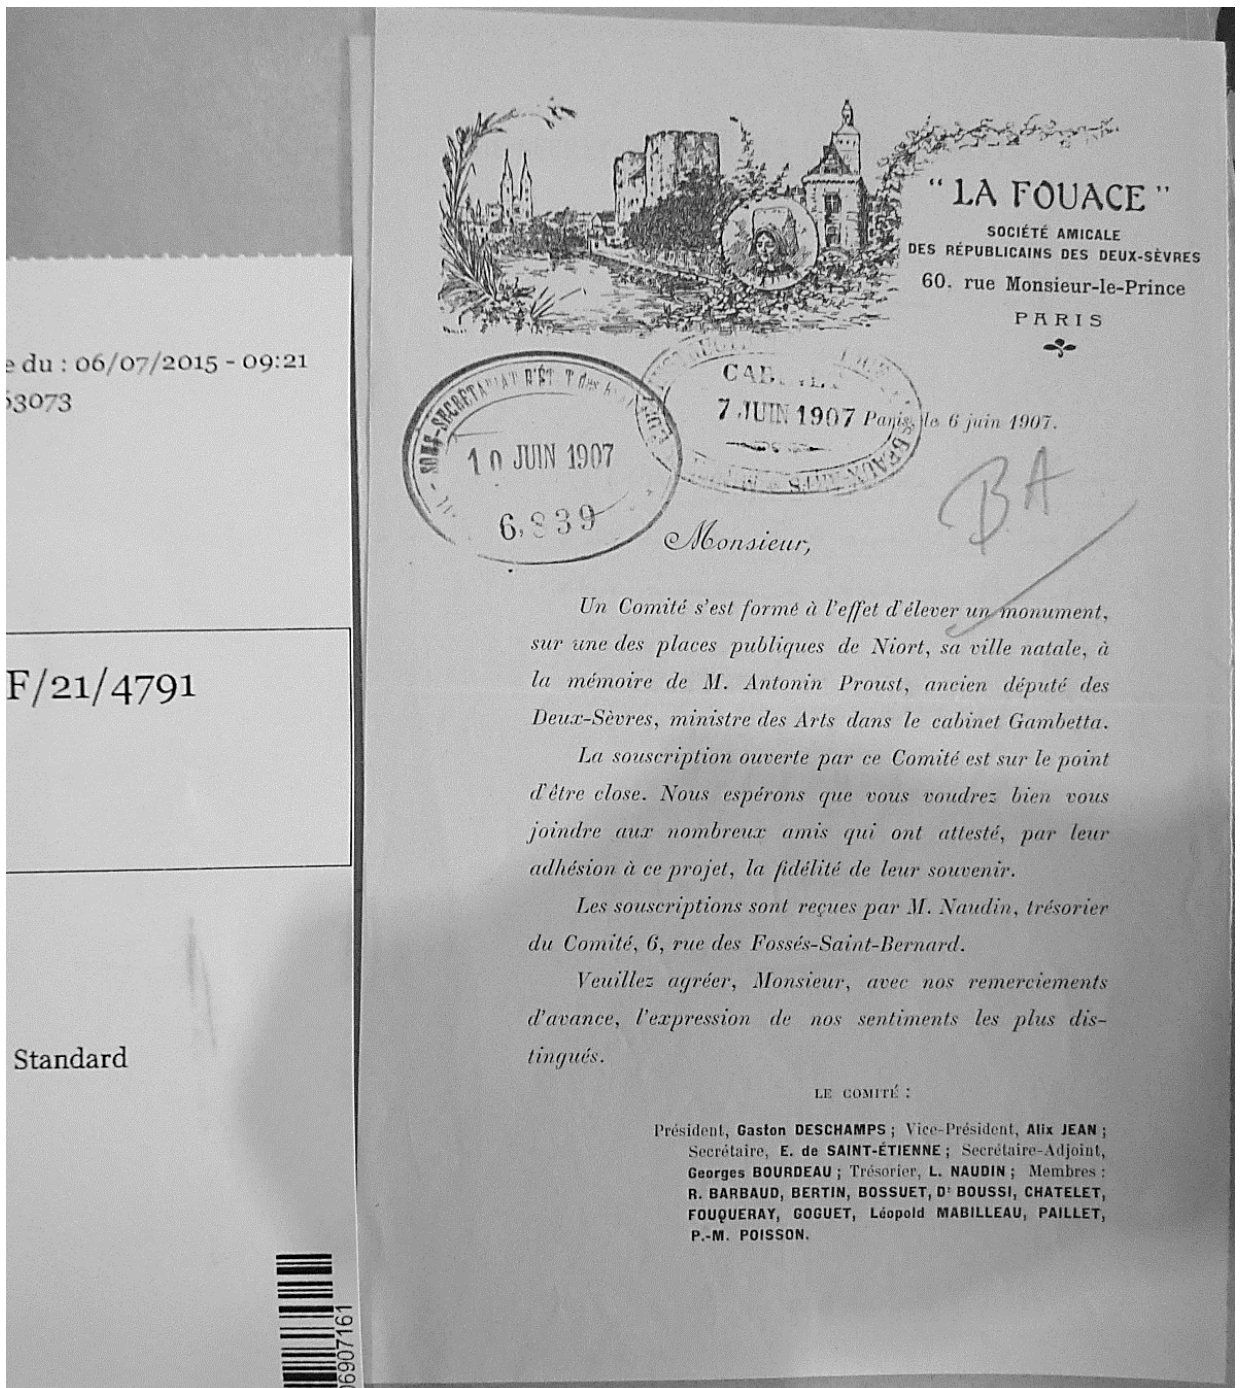 e du : 06/07/2015 - 09:21
53073
F/21/4791
Standard
06907161
" LA FOUACE "
SOCIÉTÉ AMICALE
DES RÉPUBLICAINS DES DEUX-SÈVRES
60. rue Monsieur-le-Prince
PARIS
SOUS-SECRÉTARIAT D'ÉTAT des
10 JUIN 1907
6,839
CABINET
7 JUIN 1907
BEAUX-ARTS
Paris, le 6 juin 1907.
B A
Monsieur,
Un Comité s'est formé à l'effet d'élever un monument,
sur une des places publiques de Niort, sa ville natale, à
la mémoire de M. Antonin Proust, ancien député des
Deux-Sèvres, ministre des Arts dans le cabinet Gambetta.
La souscription ouverte par ce Comité est sur le point
d'être close. Nous espérons que vous voudrez bien vous
joindre aux nombreux amis qui ont attesté, par leur
adhésion à ce projet, la fidélité de leur souvenir.
Les souscriptions sont reçues par M. Naudin, trésorier
du Comité, 6, rue des Fossés-Saint-Bernard.
Veuillez agréer, Monsieur, avec nos remerciements
d'avance, l'expression de nos sentiments les plus dis-
tingués.
LE COMITÉ :
Président, Gaston DESCHAMPS ; Vice-Président, Alix JEAN ;
Secrétaire, E. de SAINT-ÉTIENNE ; Secrétaire-Adjoint,
Georges BOURDEAU ; Trésorier, L. NAUDIN ; Membres :
R. BARBAUD, BERTIN, BOSSUET, Dr BOUSSI, CHATELET,
FOUQUERAY, GOGUET, Léopold MABILLEAU, PAILLET,
P.-M. POISSON.